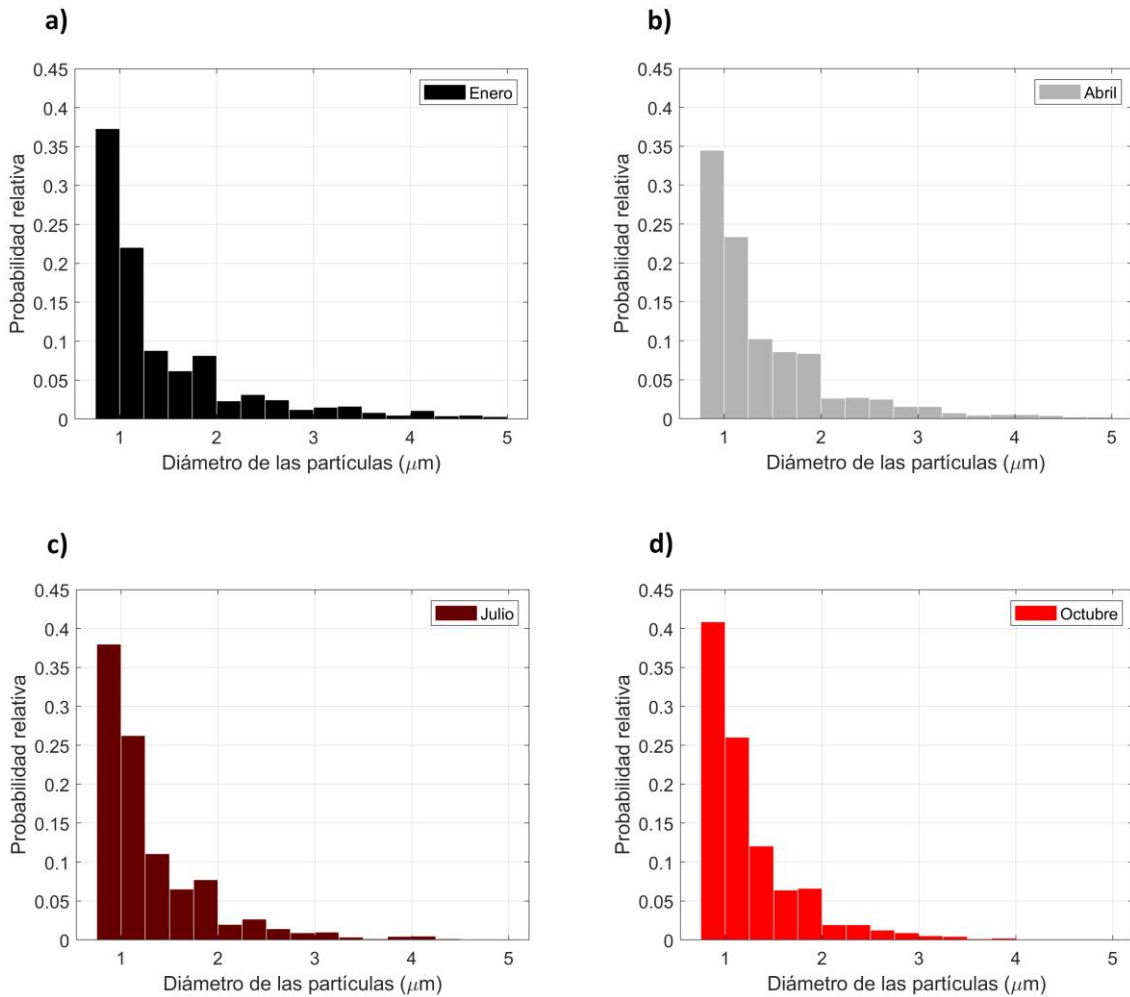 a)
0.45
0.4
0.35
0.3
0.25
0.2
0.15
0.1
0.05
0
Probabilidad relativa
Enero
1 2 3 4 5
Diámetro de las partículas (μm)
b)
0.45
0.4
0.35
0.3
0.25
0.2
0.15
0.1
0.05
0
Probabilidad relativa
Abril
1 2 3 4 5
Diámetro de las partículas (μm)
c)
0.45
0.4
0.35
0.3
0.25
0.2
0.15
0.1
0.05
0
Probabilidad relativa
Julio
1 2 3 4 5
Diámetro de las partículas (μm)
d)
0.45
0.4
0.35
0.3
0.25
0.2
0.15
0.1
0.05
0
Probabilidad relativa
Octubre
1 2 3 4 5
Diámetro de las partículas (μm)